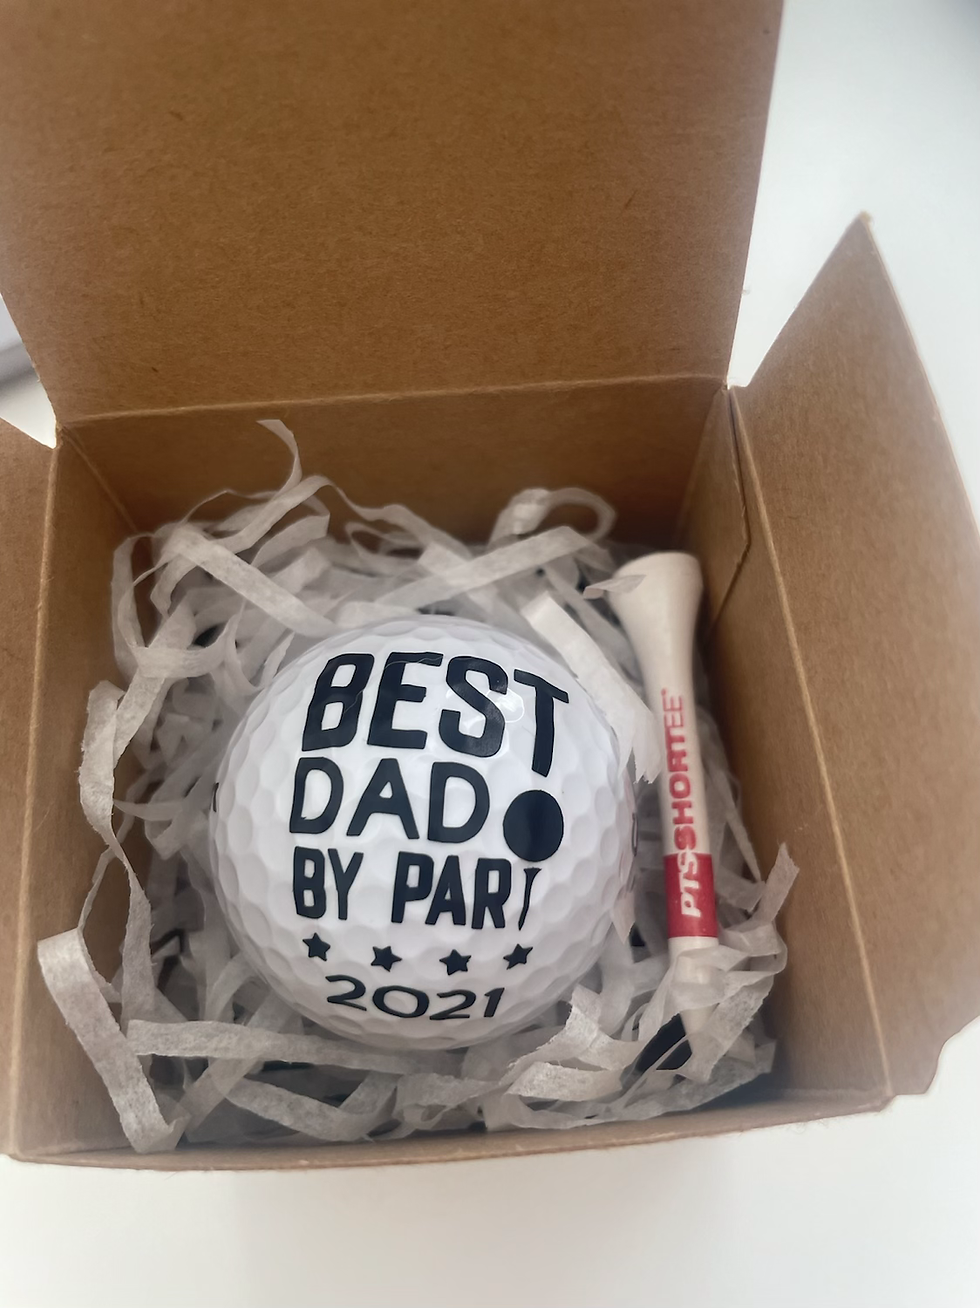 BEST
DAD
BY PAR
2021
PTSSHORTEE